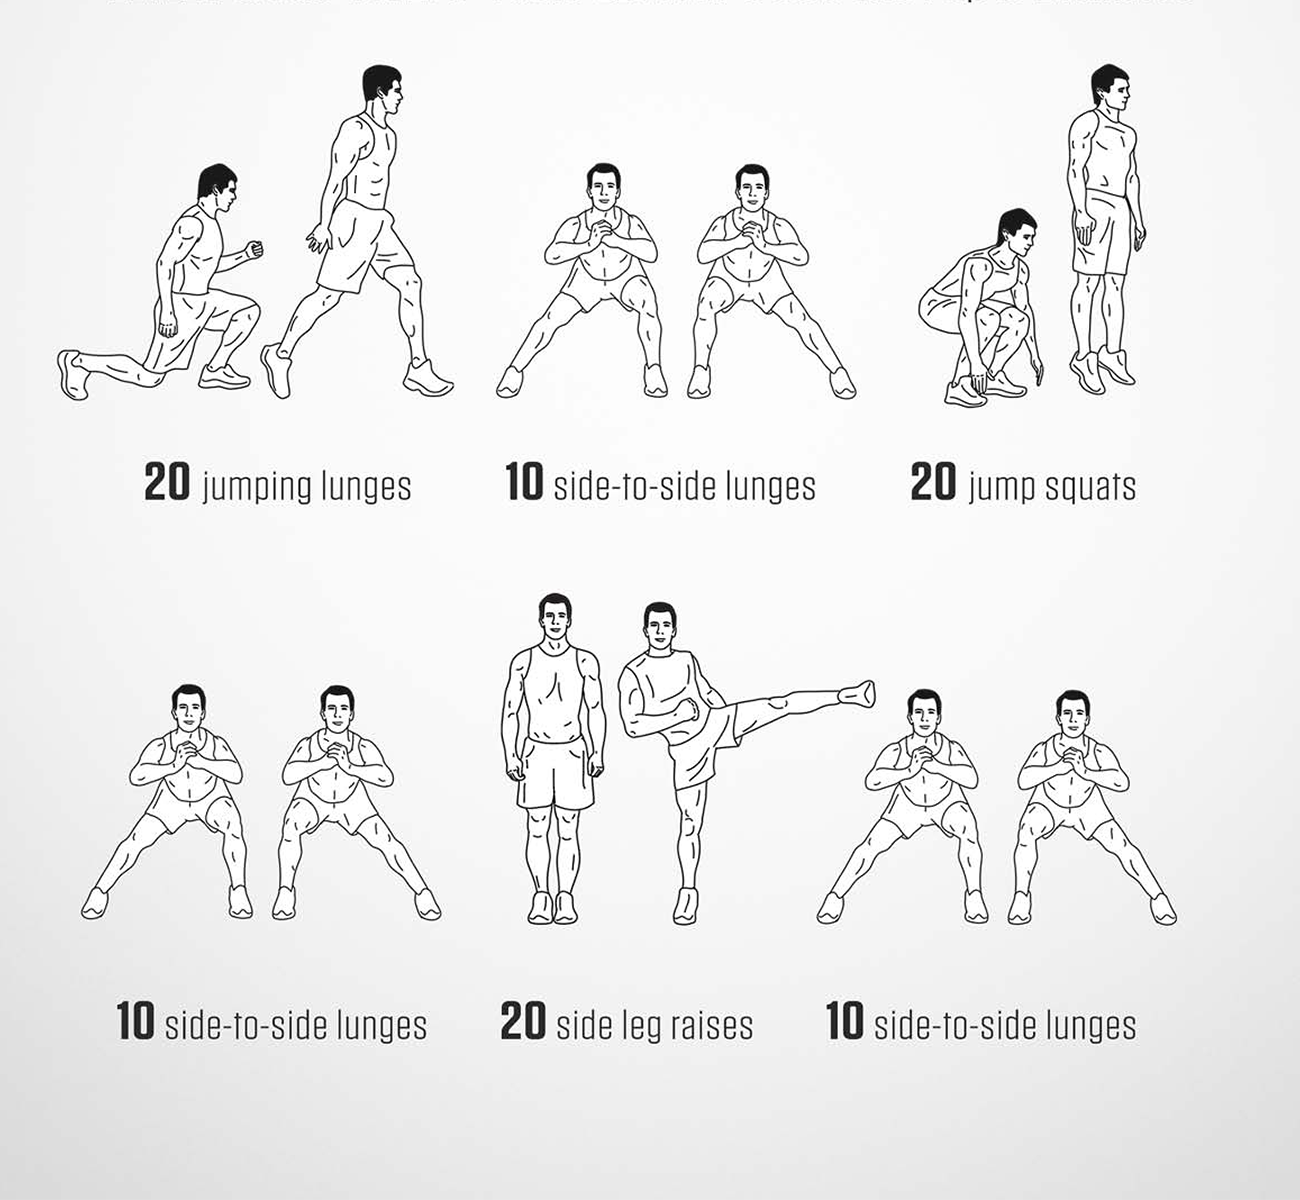 20 jumping lunges
10 side-to-side lunges
20 jump squats
10 side-to-side lunges
20 side leg raises
10 side-to-side lunges